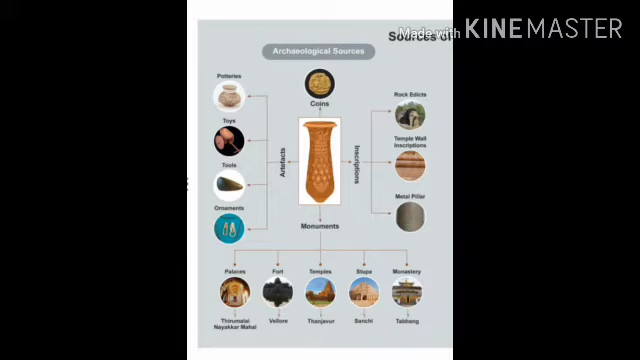 Made with KINEMASTER
Sources of
Archaeological Sources
Potteries
Coins
Rock Edicts
Toys
Temple Wall
Inscriptions
Tools
Artefacts
Inscriptions
Metal Pillar
Ornaments
Monuments
Palaces Fort Temples Stupa Monastery
Thirumalai
Nayakkar Mahal
Vellore Thanjavur Sanchi Tabhang